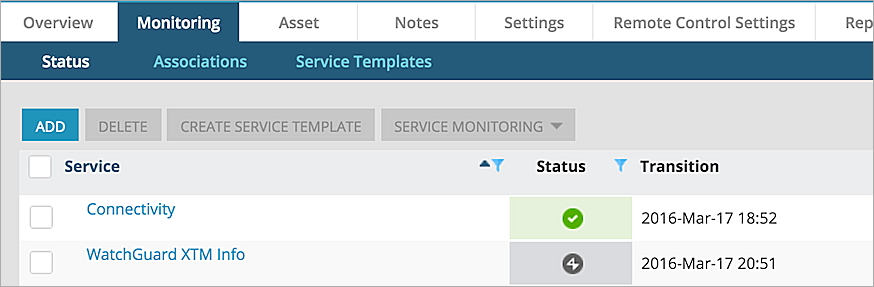 Overview Monitoring Asset Notes Settings Remote Control Settings Rep
Status Associations Service Templates
ADD DELETE CREATE SERVICE TEMPLATE SERVICE MONITORING
Service Status Transition
Connectivity 2016-Mar-17 18:52
WatchGuard XTM Info 2016-Mar-17 20:51